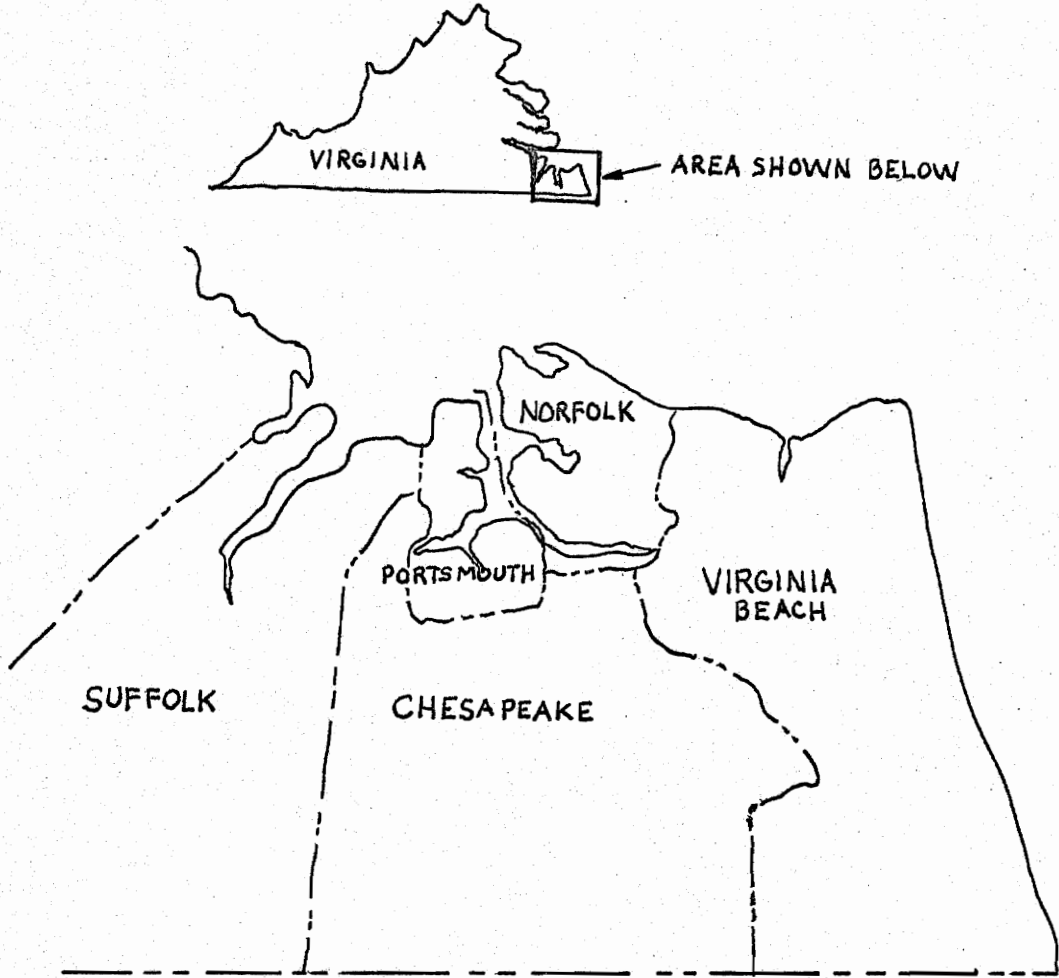 VIRGINIA
AREA SHOWN BELOW
NORFOLK
PORTSMOUTH
VIRGINIA
BEACH
SUFFOLK
CHESAPEAKE